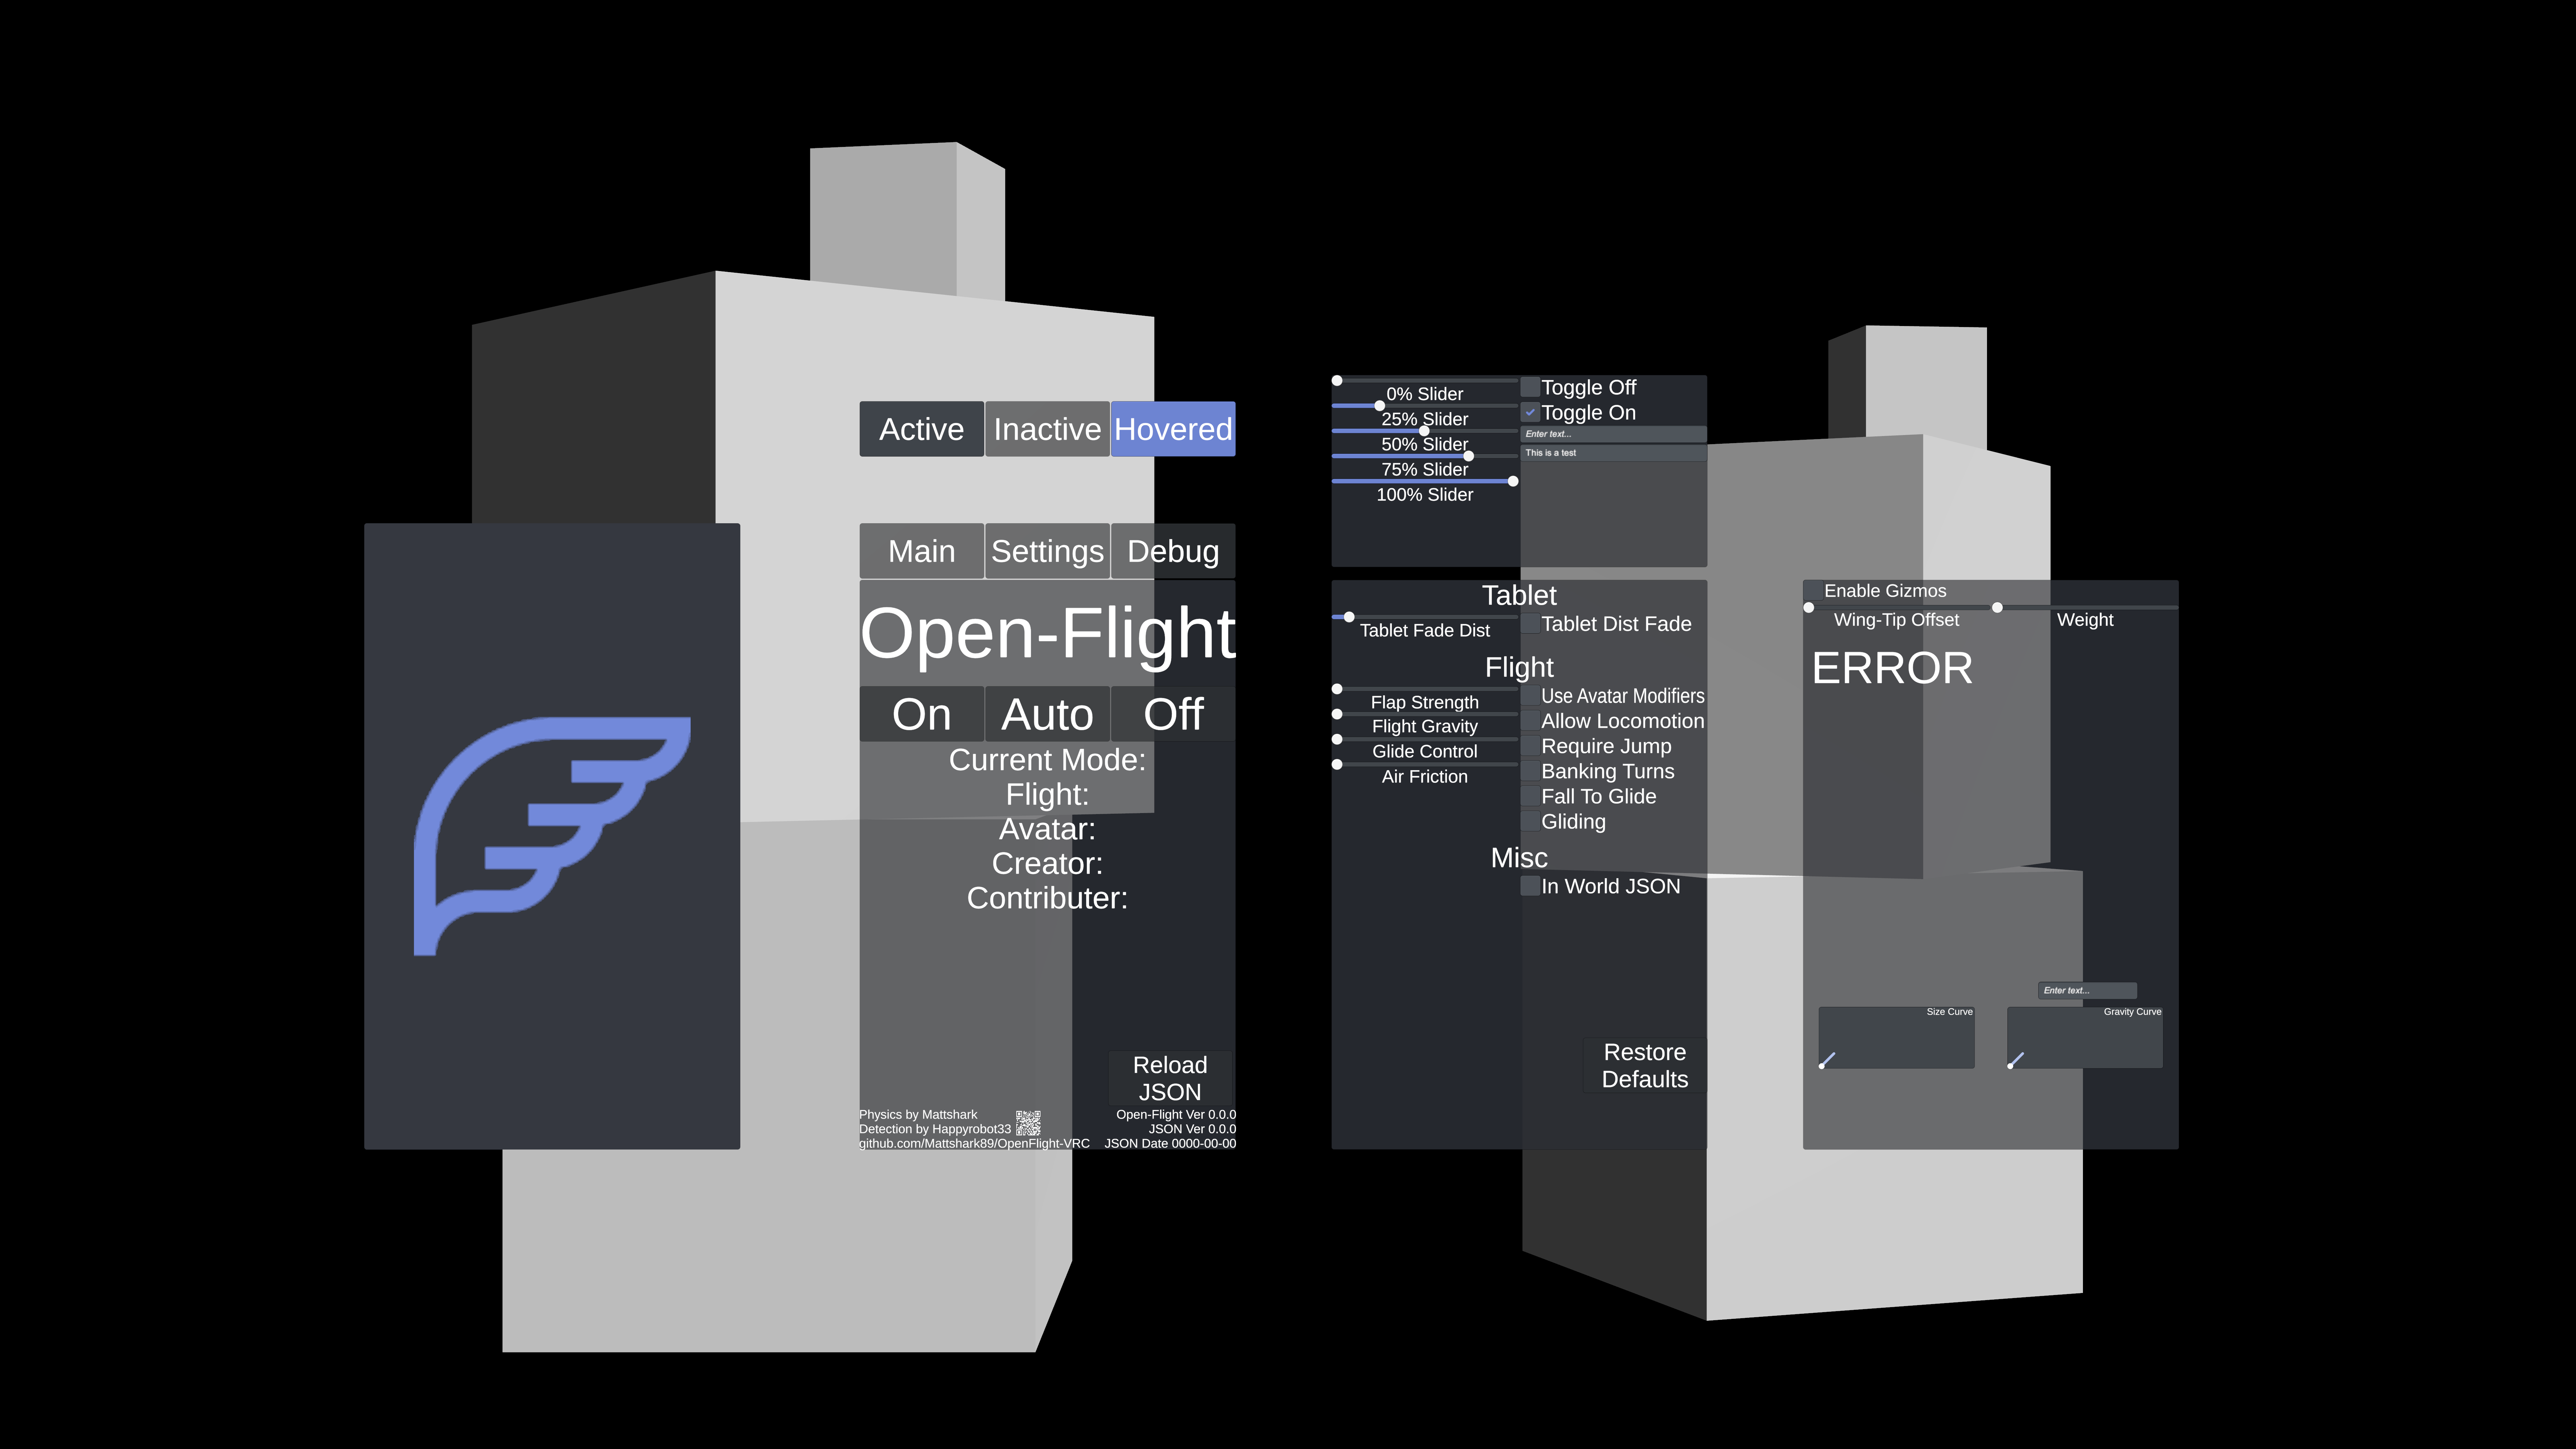 Active Inactive Hovered
Main Settings Debug
Open-Flight
On Auto Off
Current Mode:
Flight:
Avatar:
Creator:
Contributer:
Reload
JSON
Physics by Mattshark
Detection by Happyrobot33
github.com/Mattshark89/OpenFlight-VRC
Open-Flight Ver 0.0.0
JSON Ver 0.0.0
JSON Date 0000-00-00
0% Slider
25% Slider
50% Slider
75% Slider
100% Slider
Toggle Off
Toggle On
Enter text...
This is a test
Tablet
Tablet Fade Dist
Tablet Dist Fade
Flight
Flap Strength
Flight Gravity
Glide Control
Air Friction
Use Avatar Modifiers
Allow Locomotion
Require Jump
Banking Turns
Fall To Glide
Gliding
Misc
In World JSON
Restore
Defaults
Enable Gizmos
Wing-Tip Offset
Weight
ERROR
Enter text...
Size Curve
Gravity Curve